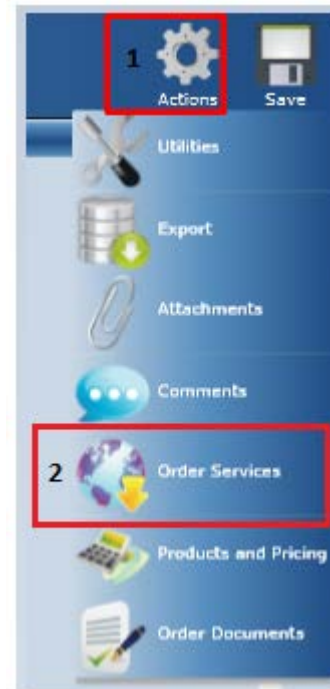 1
Actions
Save
Utilities
Export
Attachments
Comments
2
Order Services
Products and Pricing
Order Documents